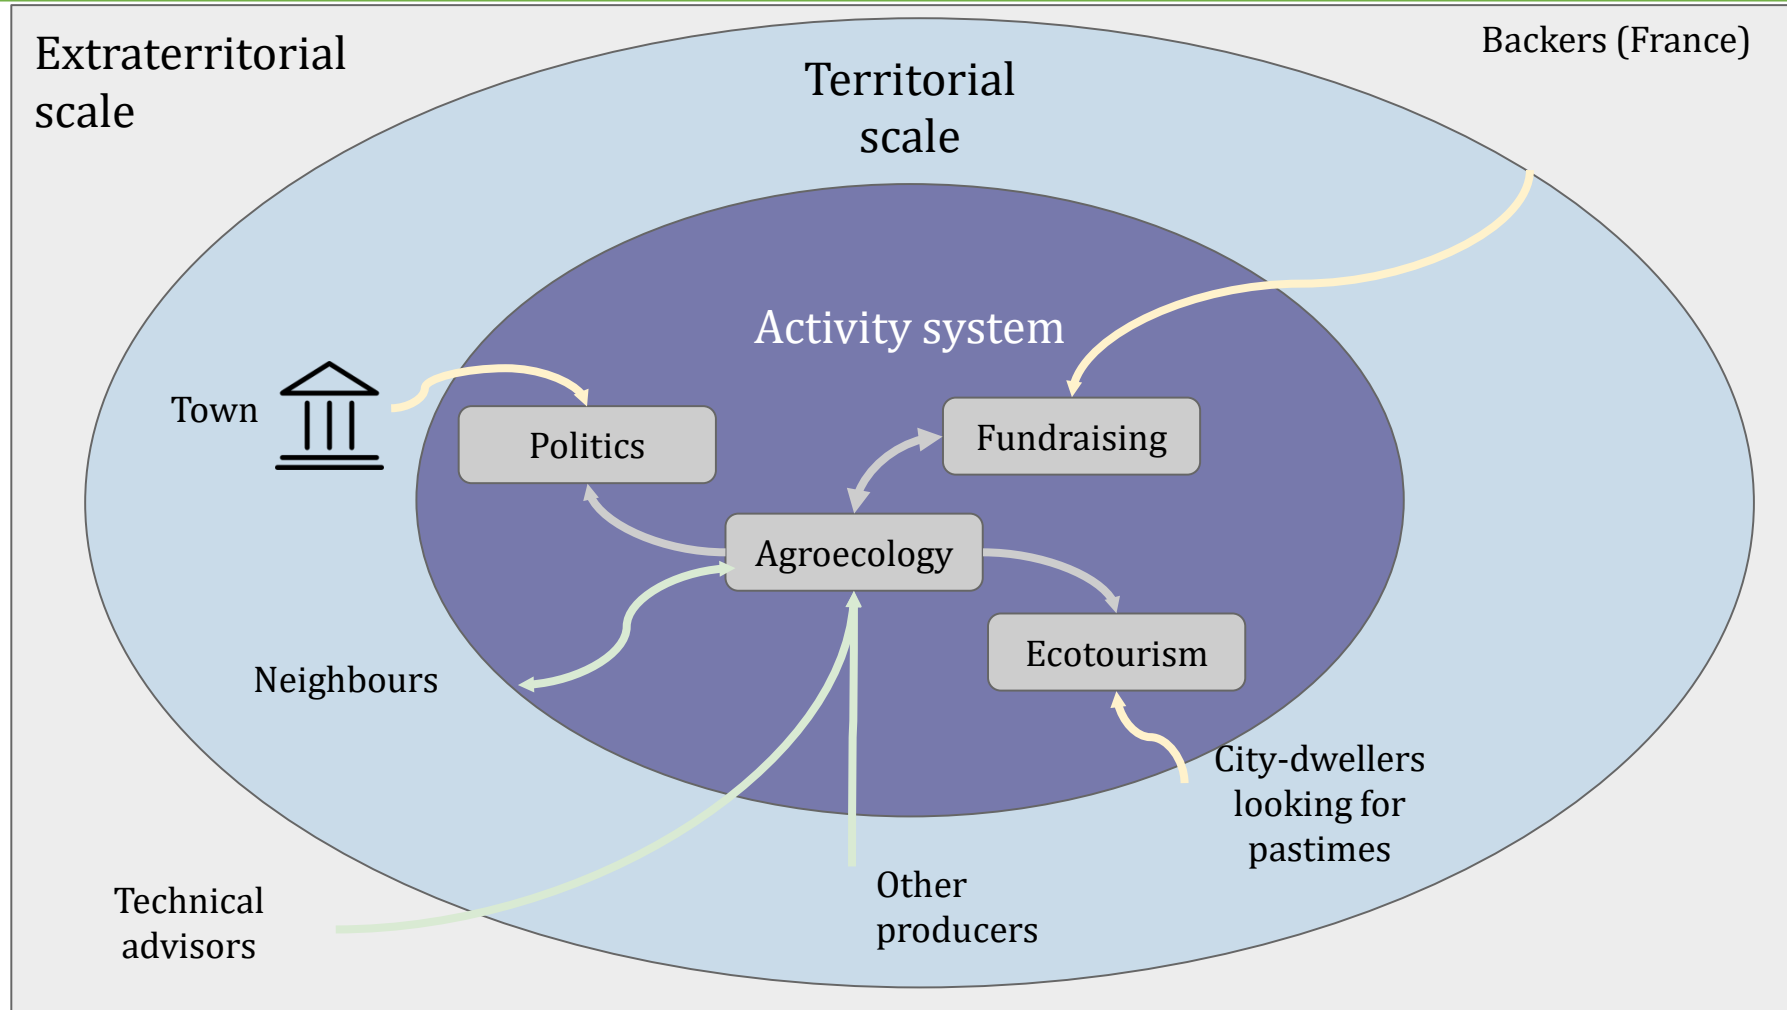 Extraterritorial
scale
Backers (France)
Territorial
scale
Activity system
Town
Politics
Fundraising
Agroecology
Ecotourism
Neighbours
City-dwellers
looking for
pastimes
Technical
advisors
Other
producers